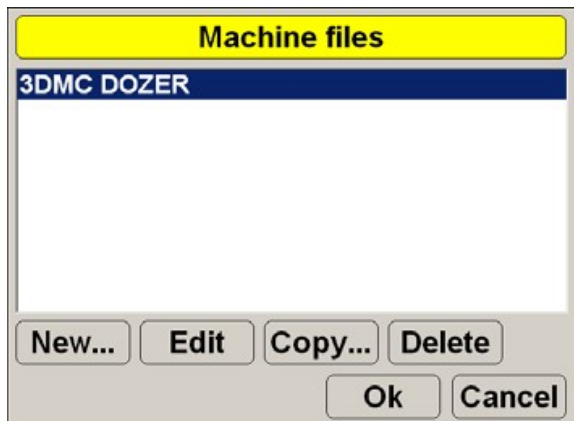 Machine files
3DMC DOZER
New... Edit Copy... Delete
Ok Cancel